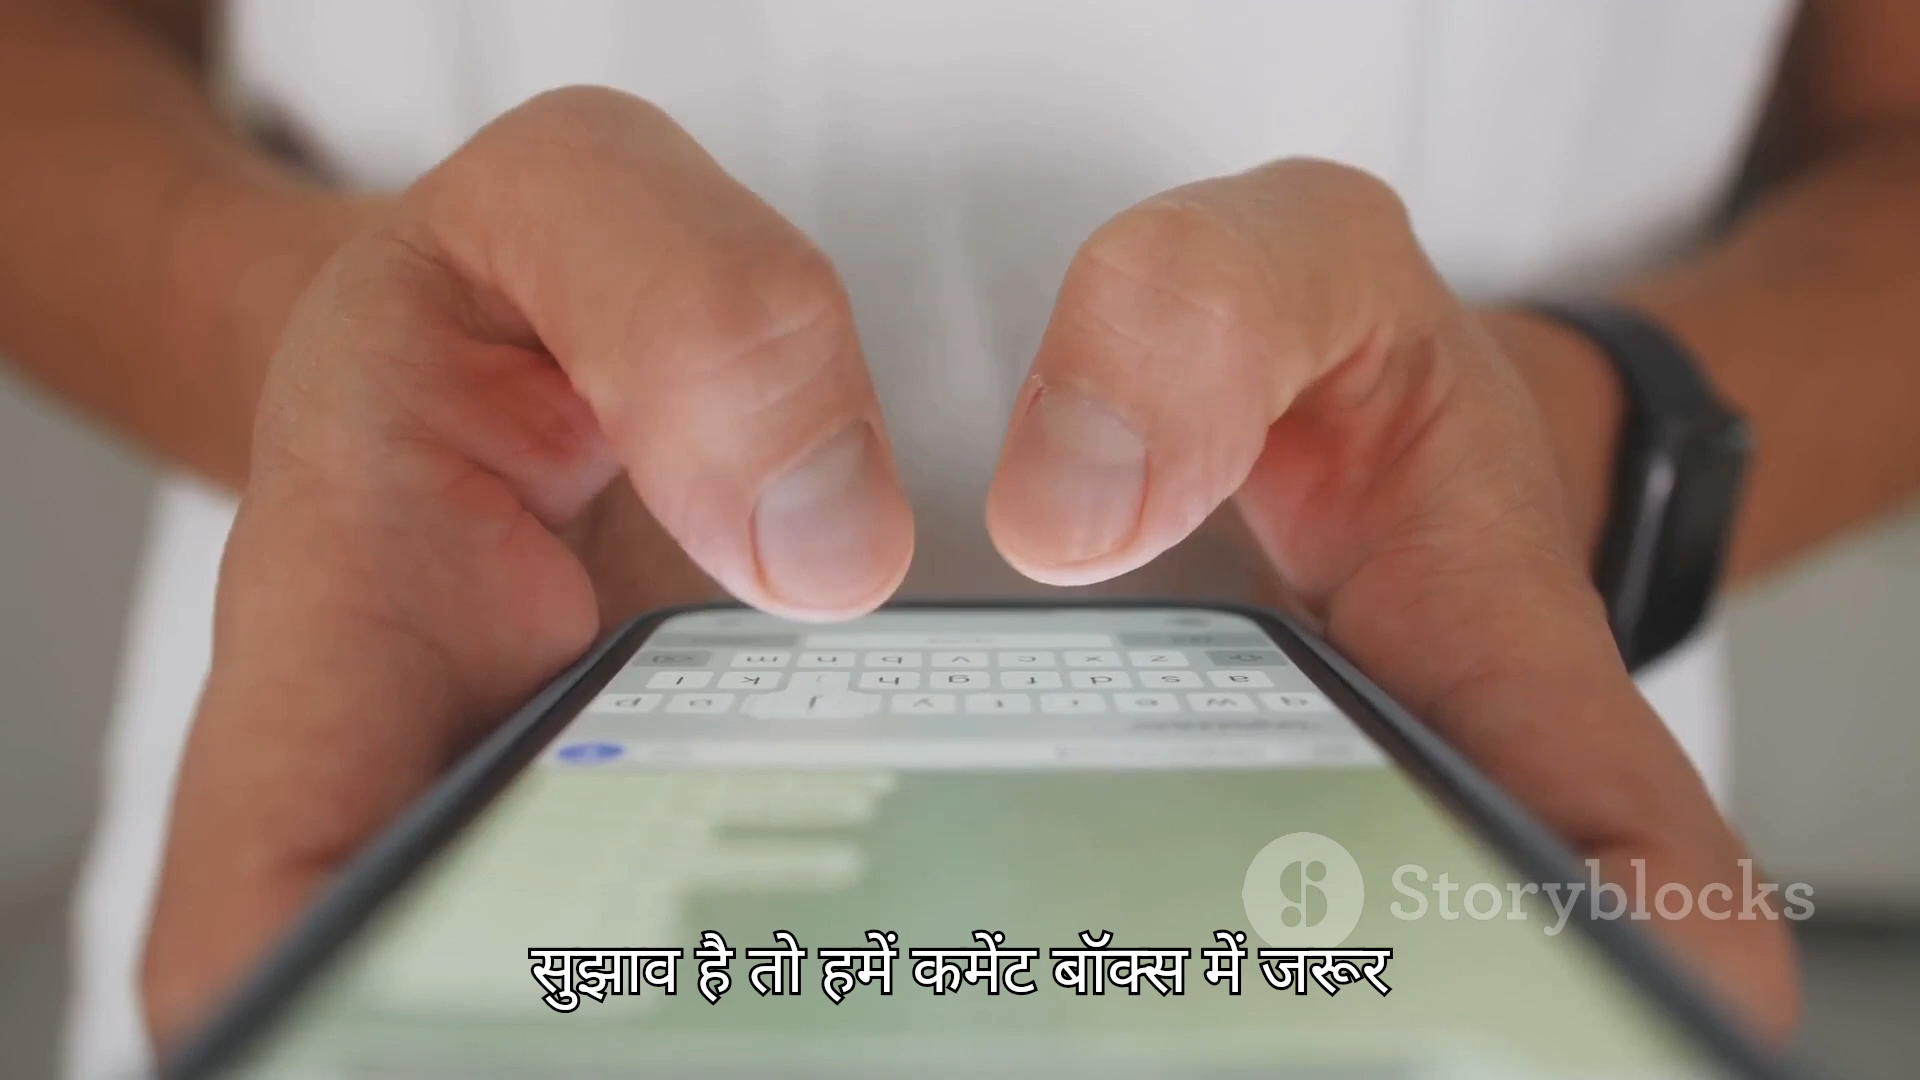 Storyblocks
सुझाव है तो हमें कमेंट बॉक्स में जरूर